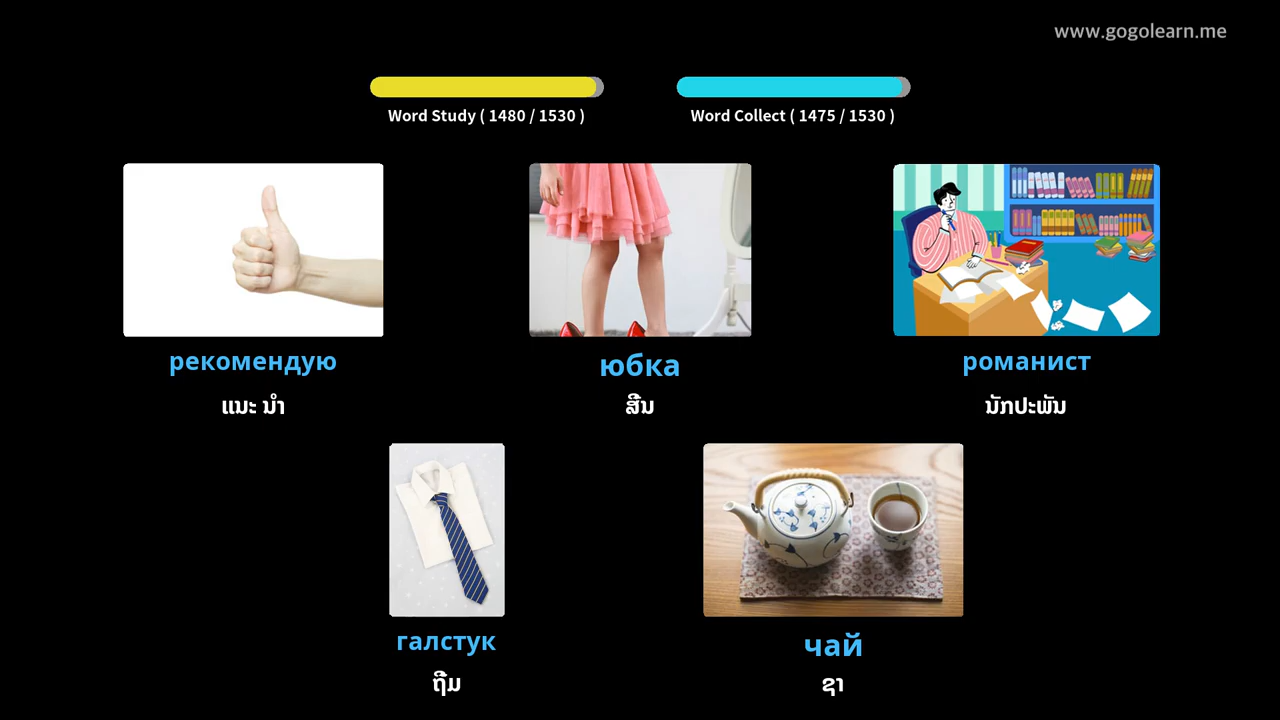 www.gogolearn.me
Word Study ( 1480 / 1530 )
Word Collect ( 1475 / 1530 )
рекомендую
ແນະ ນຳ
юбка
ສີ້ນ
романист
ນັກປະພັນ
галстук
ຖີ້ມ
чай
ຊາ